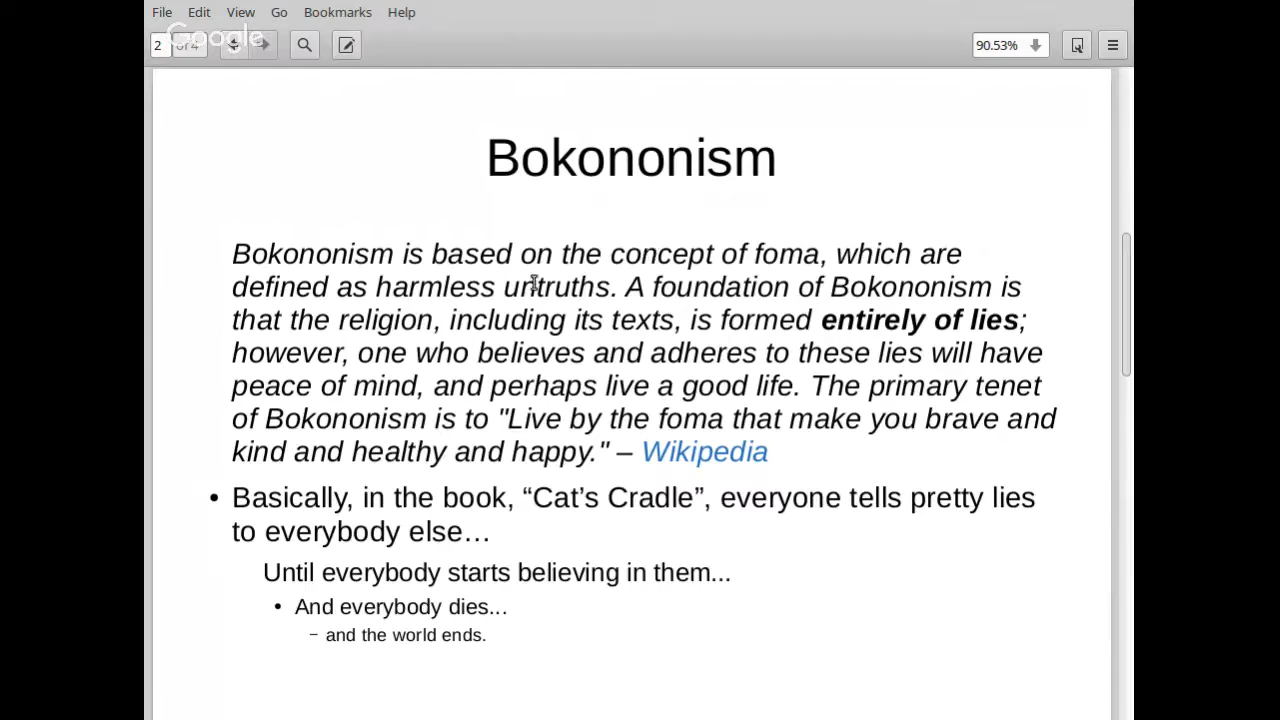 File Edit View Go Bookmarks Help
Google
2 of 4
90.53%
Bokononism
Bokononism is based on the concept of foma, which are
defined as harmless untruths. A foundation of Bokononism is
that the religion, including its texts, is formed entirely of lies;
however, one who believes and adheres to these lies will have
peace of mind, and perhaps live a good life. The primary tenet
of Bokononism is to "Live by the foma that make you brave and
kind and healthy and happy." – Wikipedia
• Basically, in the book, “Cat’s Cradle”, everyone tells pretty lies
to everybody else…
Until everybody starts believing in them...
• And everybody dies...
– and the world ends.